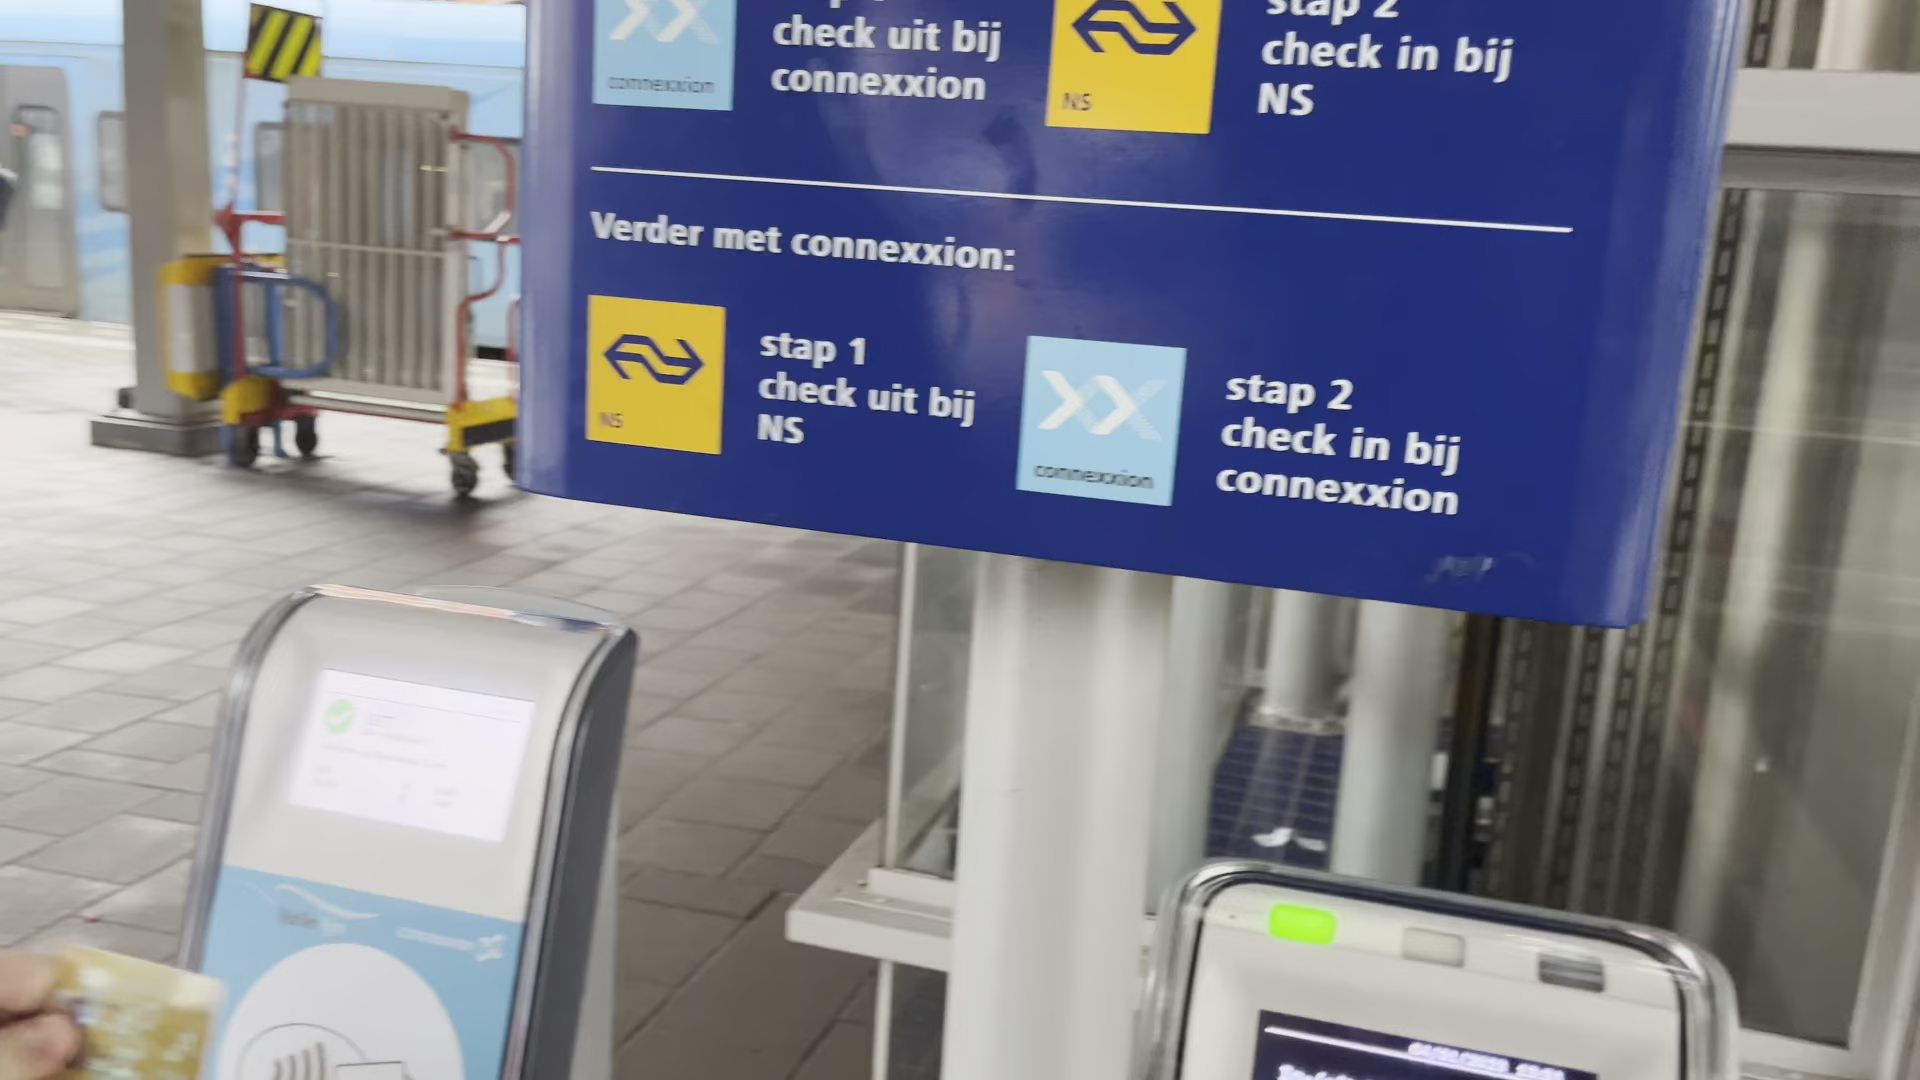 check uit bij
connexxion
connexxion
stap 2
check in bij
NS
NS
Verder met connexxion:
NS
stap 1
check uit bij
NS
connexxion
stap 2
check in bij
connexxion